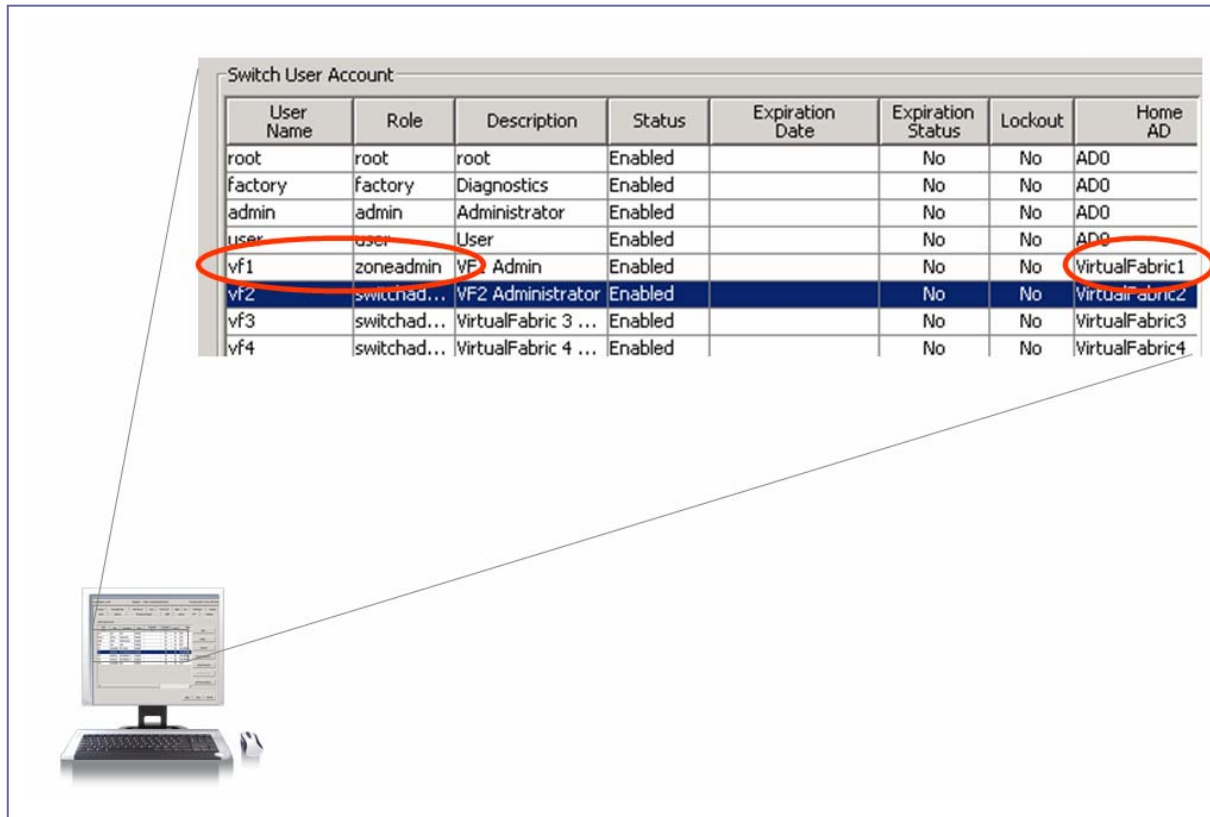 Switch User Account
User Name Role Description Status Expiration Date Expiration Status Lockout Home AD
root root root Enabled No No AD0
factory factory Diagnostics Enabled No No AD0
admin admin Administrator Enabled No No AD0
user user User Enabled No No AD0
vf1 zoneadmin VF1 Admin Enabled No No VirtualFabric1
vf2 switchad... VF2 Administrator Enabled No No VirtualFabric2
vf3 switchad... VirtualFabric 3 ... Enabled No No VirtualFabric3
vf4 switchad... VirtualFabric 4 ... Enabled No No VirtualFabric4